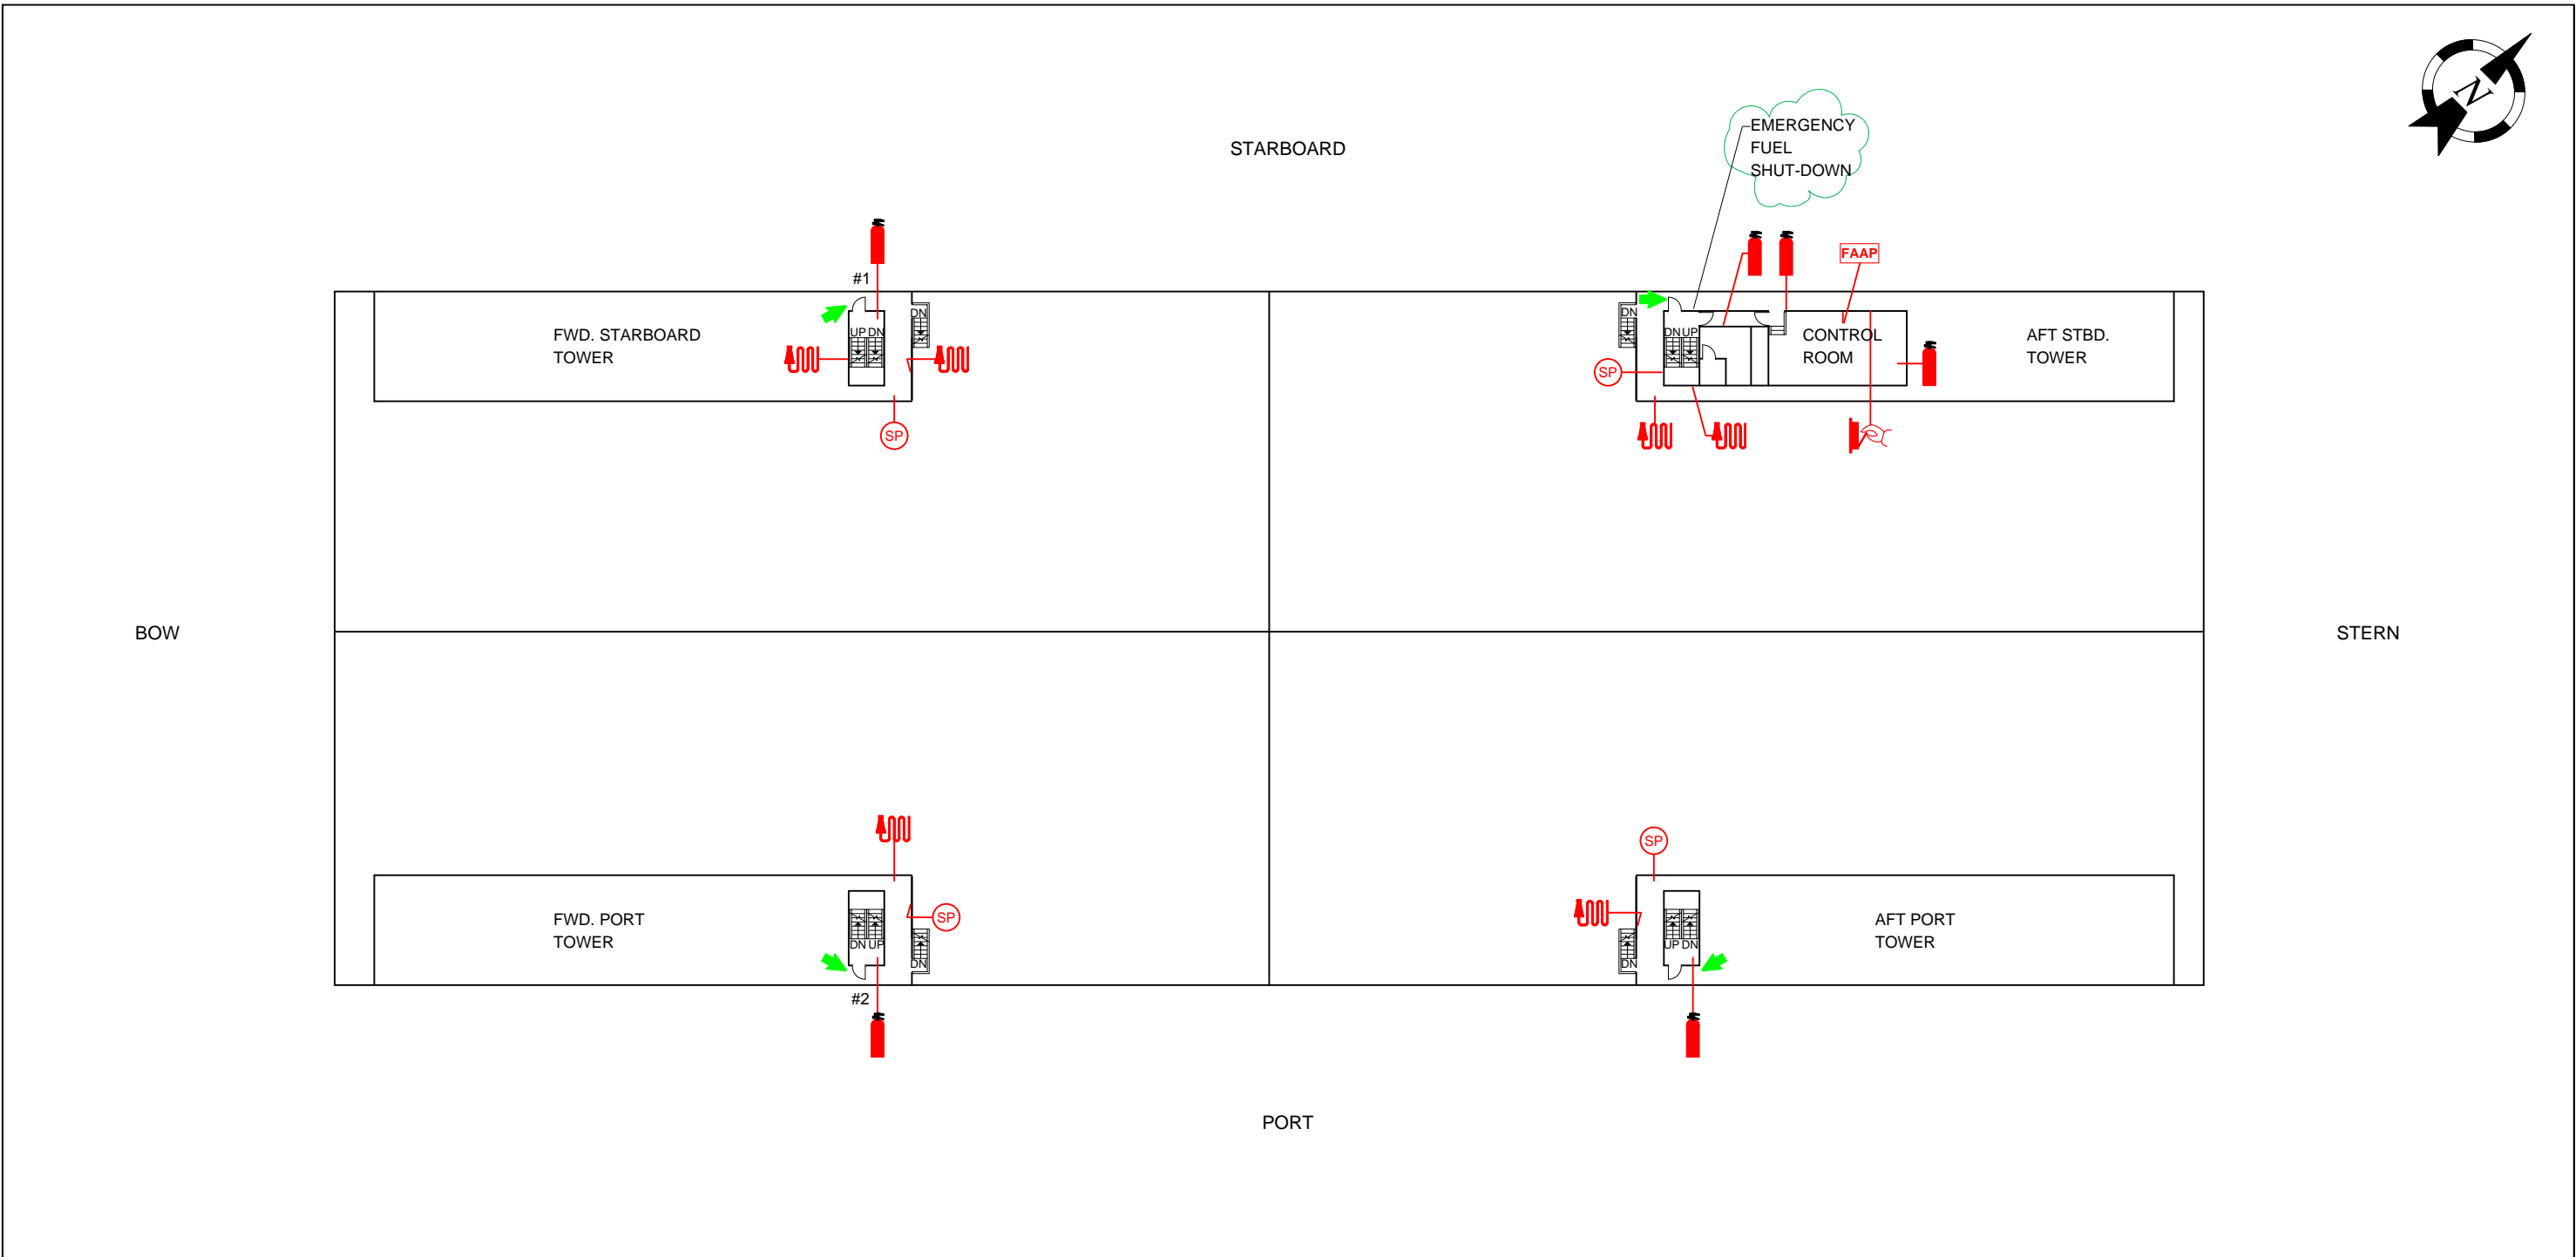 N
STARBOARD
EMERGENCY
FUEL
SHUT-DOWN
FAAP
#1
DN
DN
FWD. STARBOARD
TOWER
UP DN
DN UP
CONTROL
ROOM
AFT STBD.
TOWER
SP
SP
BOW
STERN
SP
SP
FWD. PORT
TOWER
AFT PORT
TOWER
DN UP
UP DN
DN
DN
#2
PORT